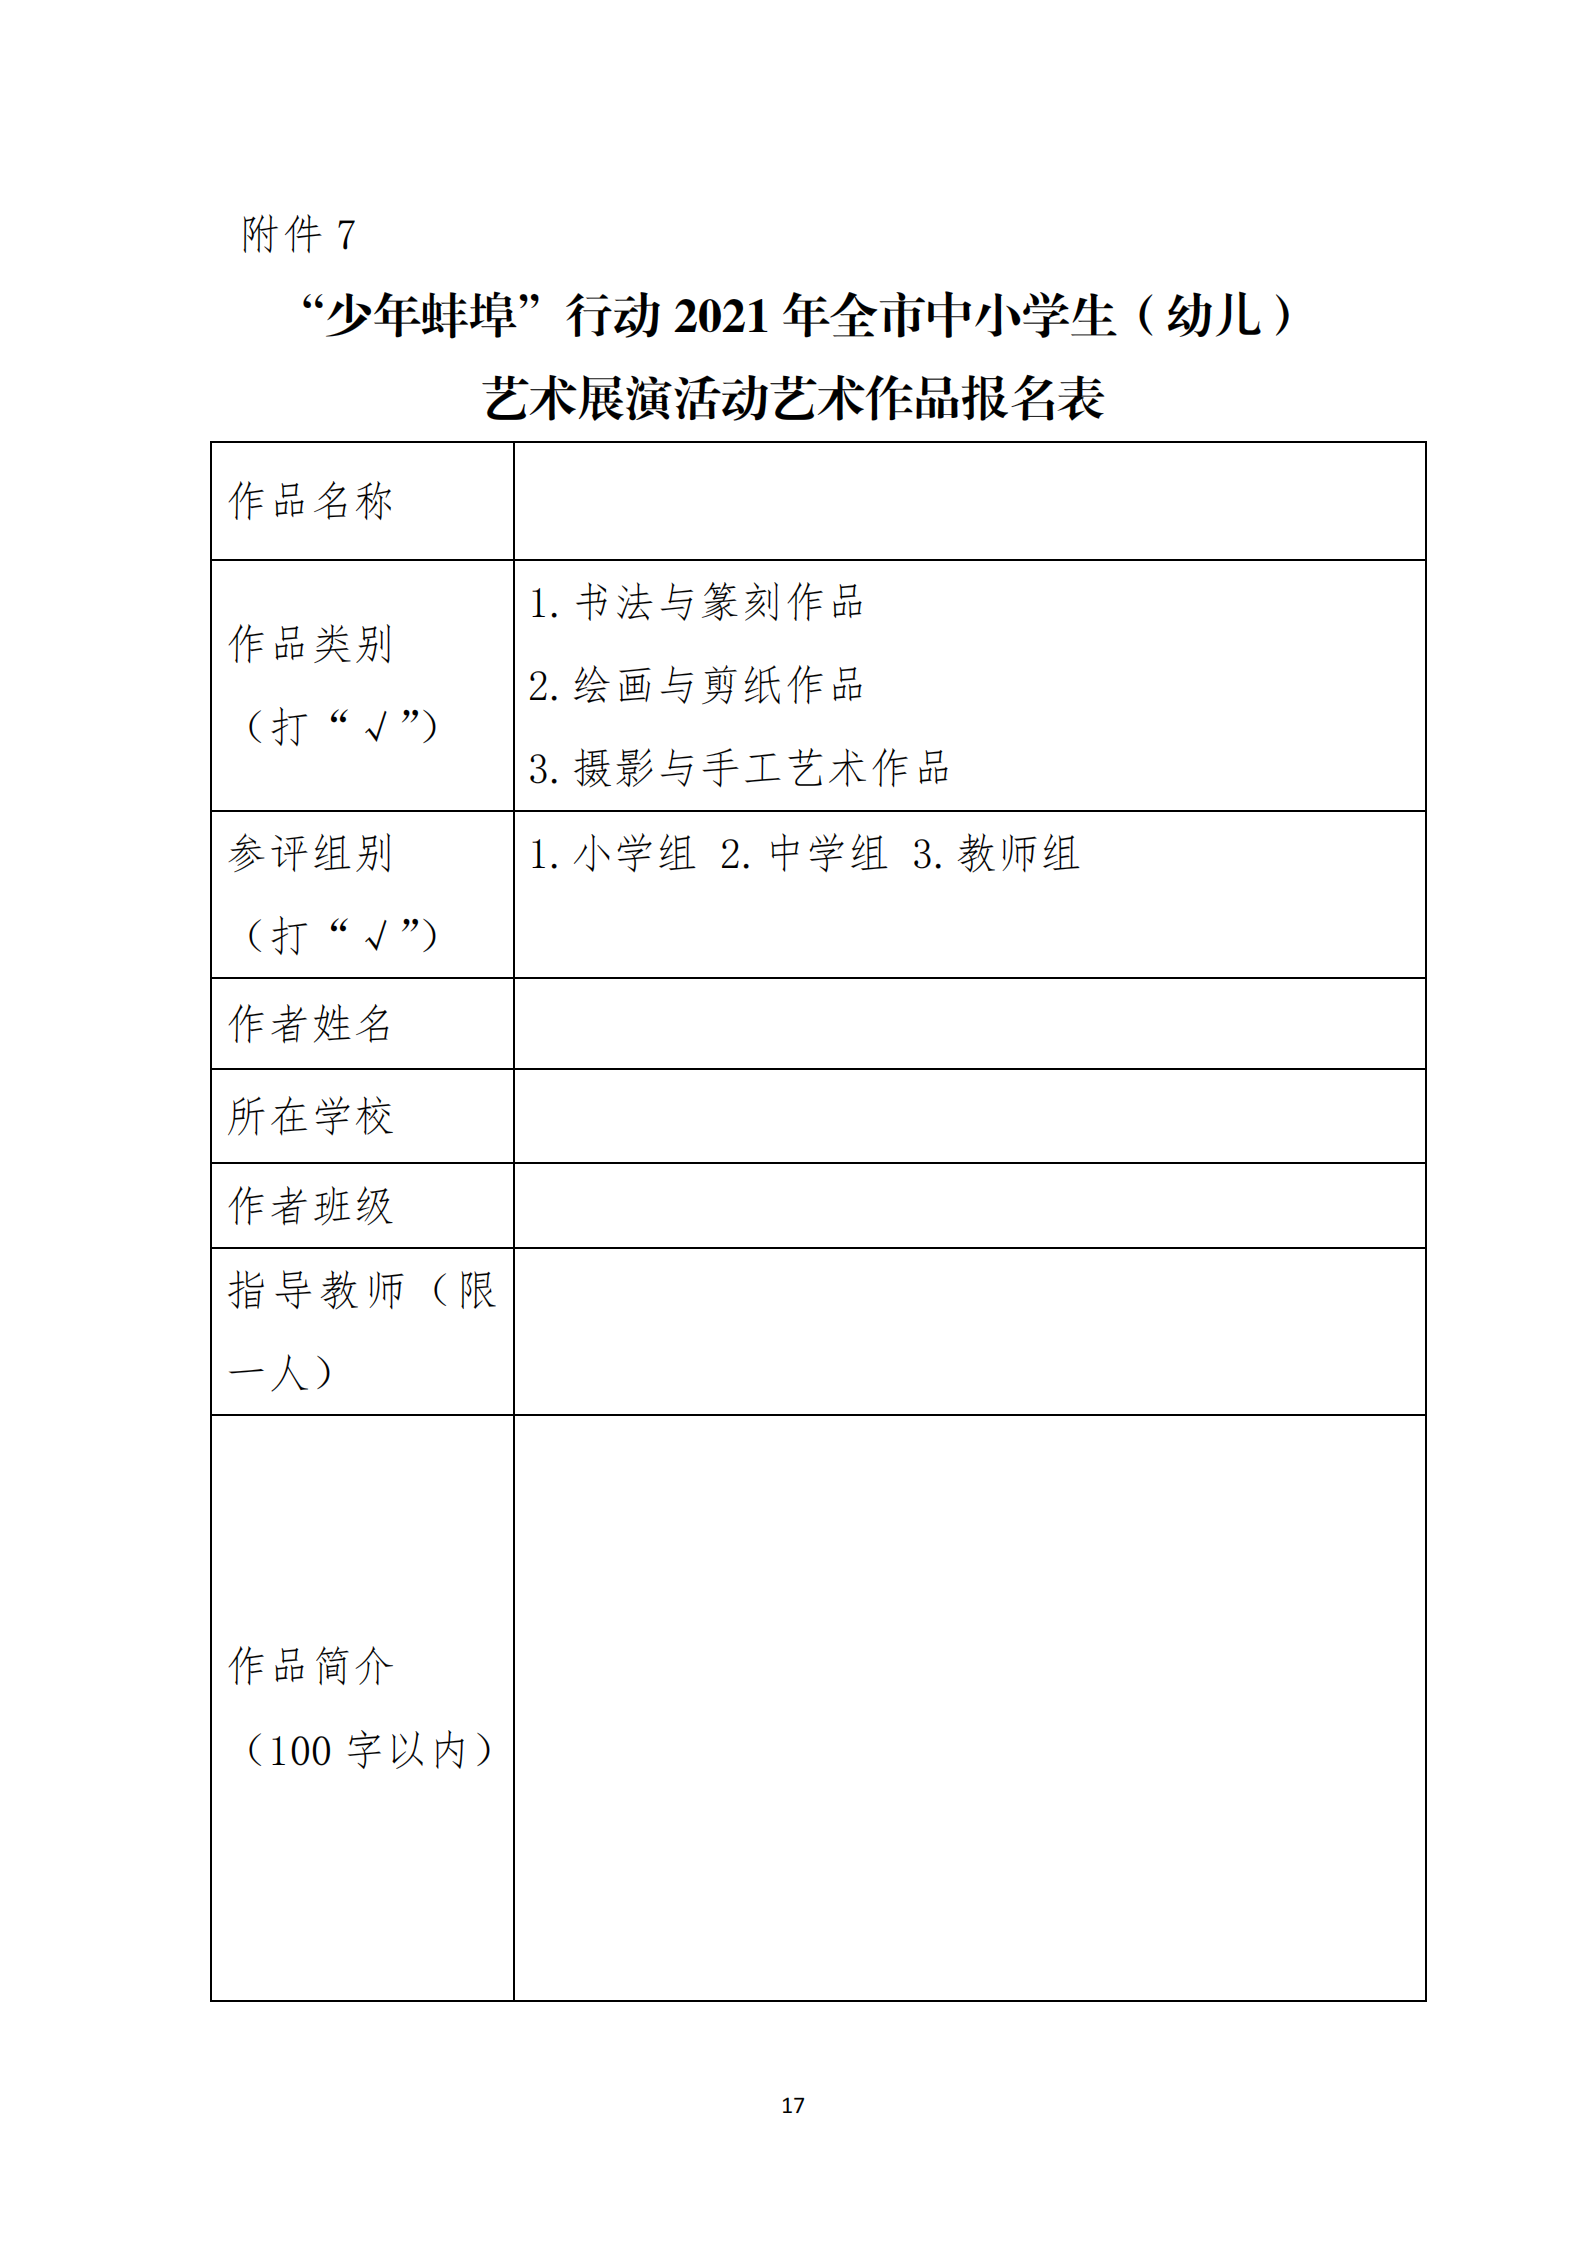 附件 7
“少年蚌埠”行动 2021 年全市中小学生（幼儿）
艺术展演活动艺术作品报名表
作品名称
作品类别
（打“√”）
1.书法与篆刻作品
2.绘画与剪纸作品
3.摄影与手工艺术作品
参评组别
（打“√”）
1.小学组 2.中学组 3.教师组
作者姓名
所在学校
作者班级
指导教师（限
一人）
作品简介
（100 字以内）
17